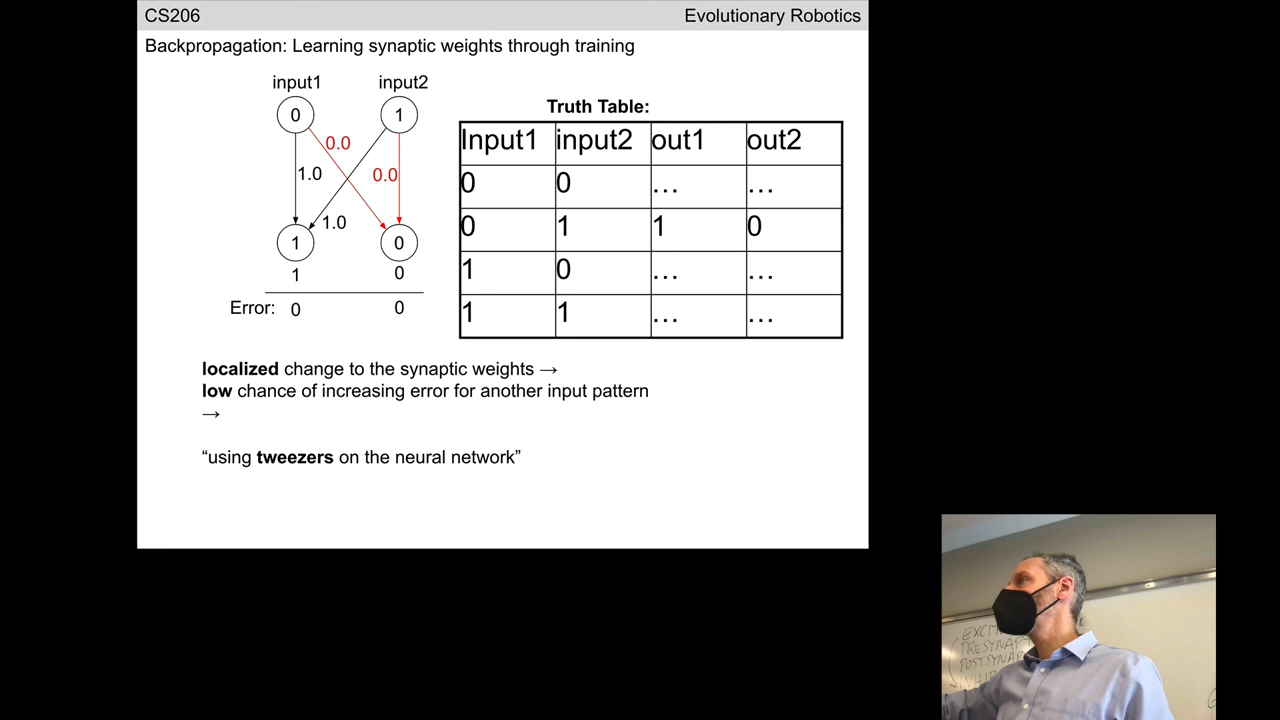 CS206 Evolutionary Robotics
Backpropagation: Learning synaptic weights through training
input1 input2
0 1
0.0
1.0 0.0
1.0
1 0
1 0
Error: 0 0
Truth Table:
Input1 input2 out1 out2
0 0 … …
0 1 1 0
1 0 … …
1 1 … …
localized change to the synaptic weights →
low chance of increasing error for another input pattern
→
“using tweezers on the neural network”
PRESYNAP
POSTSYNAP